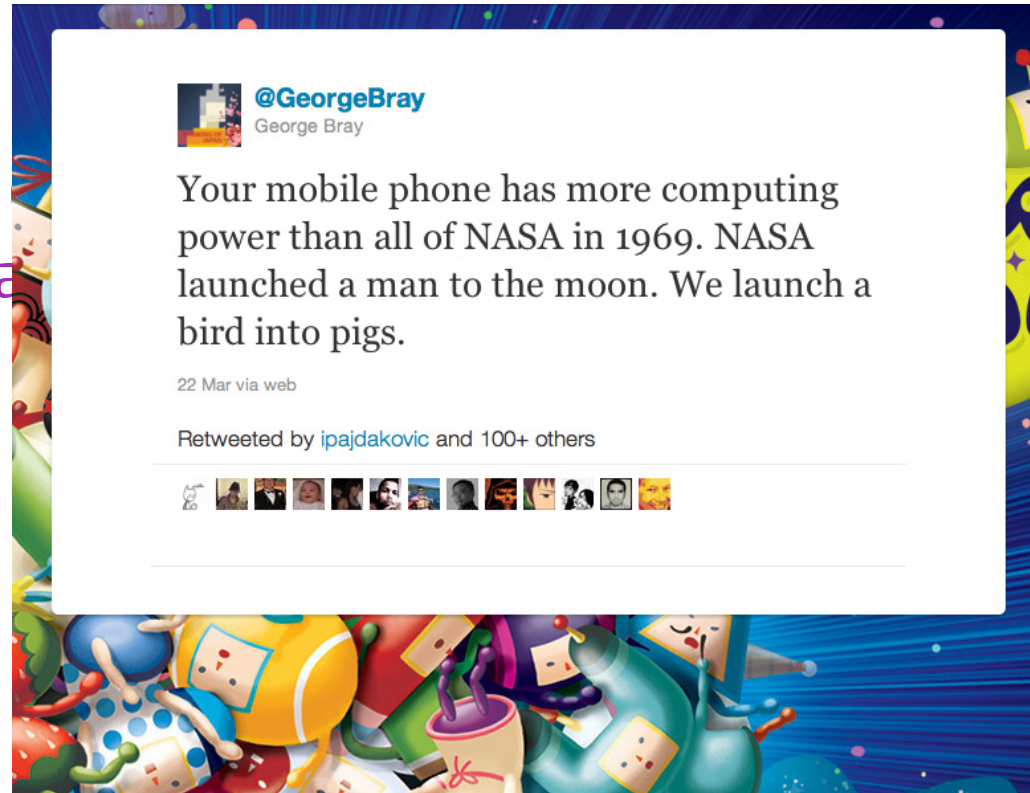 @GeorgeBray
George Bray
Your mobile phone has more computing
power than all of NASA in 1969. NASA
launched a man to the moon. We launch a
bird into pigs.
22 Mar via web
Retweeted by ipajdakovic and 100+ others